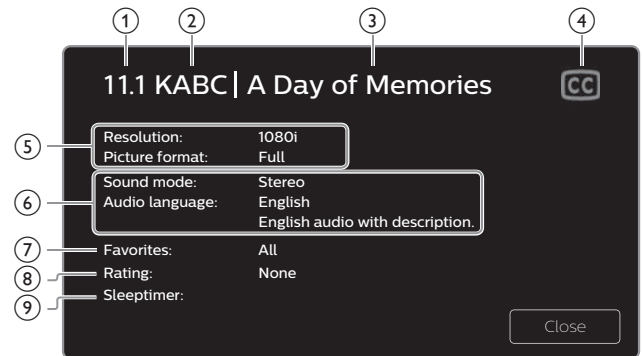 1 2 3 4
11.1 KABC | A Day of Memories CC
5 Resolution: 1080i
Picture format: Full
Sound mode: Stereo
6 Audio language: English
English audio with description.
7 Favorites: All
8 Rating: None
9 Sleeptimer:
Close